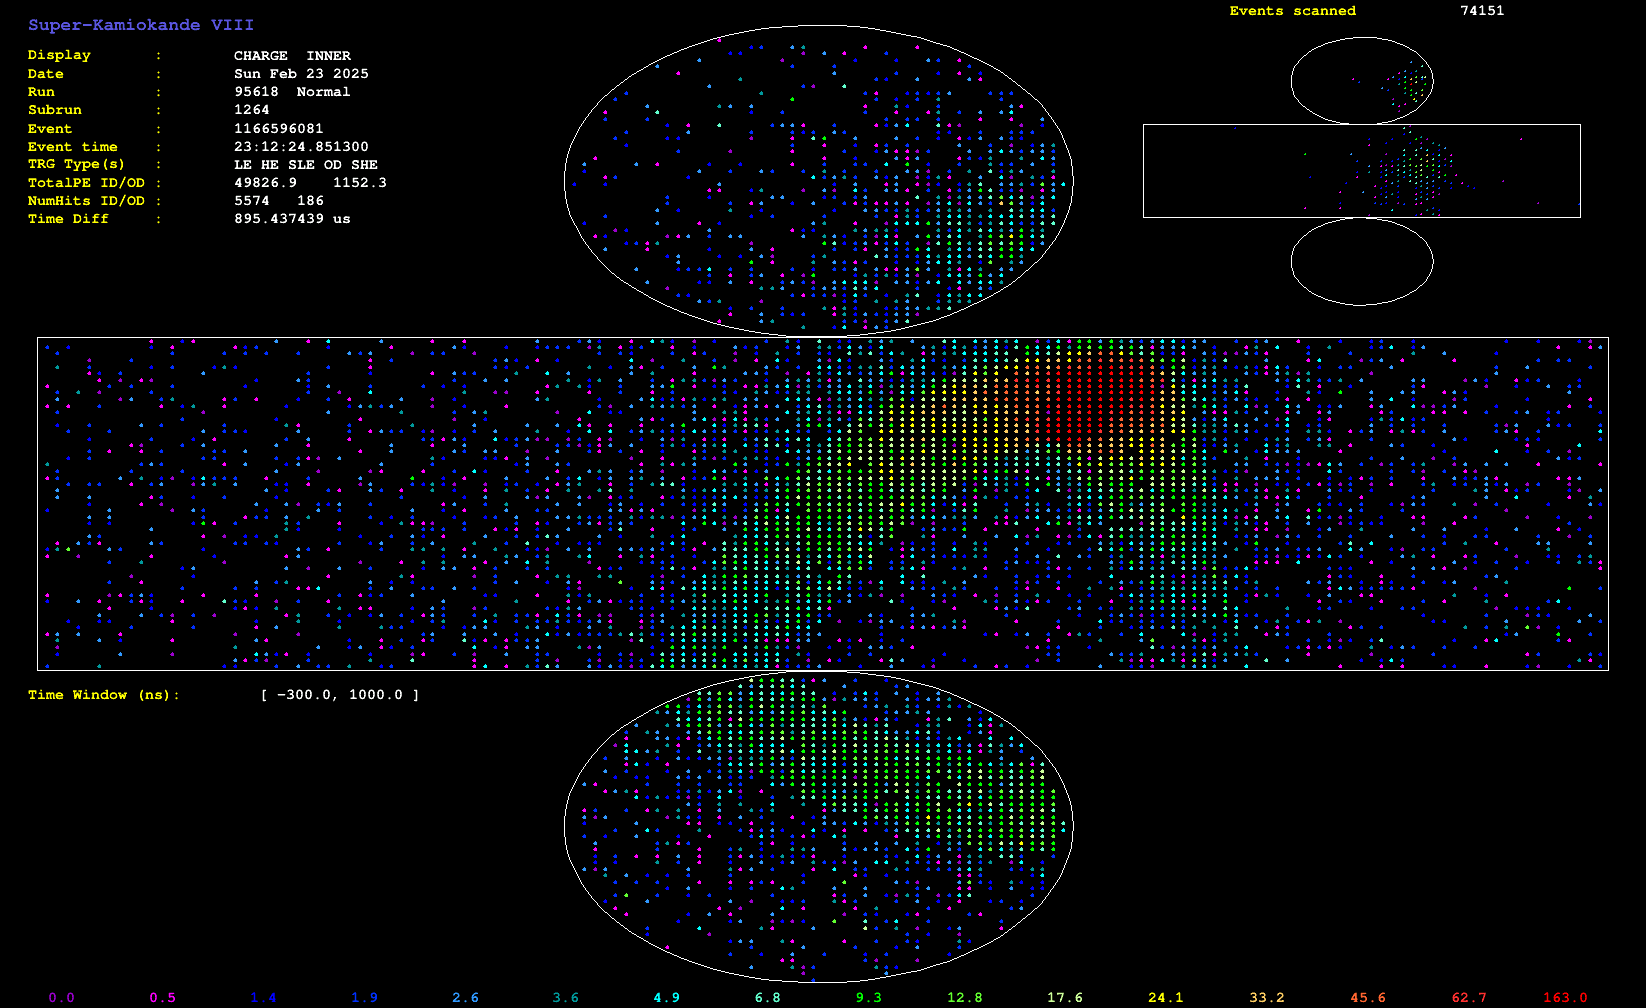 Super-Kamiokande VIII
Events scanned 74151
Display : CHARGE INNER
Date : Sun Feb 23 2025
Run : 95618 Normal
Subrun : 1264
Event : 1166596081
Event time : 23:12:24.851300
TRG Type(s) : LE HE SLE OD SHE
TotalPE ID/OD : 49826.9 1152.3
NumHits ID/OD : 5574 186
Time Diff : 895.437439 us
Time Window (ns): [ -300.0, 1000.0 ]
0.0 0.5 1.4 1.9 2.6 3.6 4.9 6.8 9.3 12.8 17.6 24.1 33.2 45.6 62.7 163.0